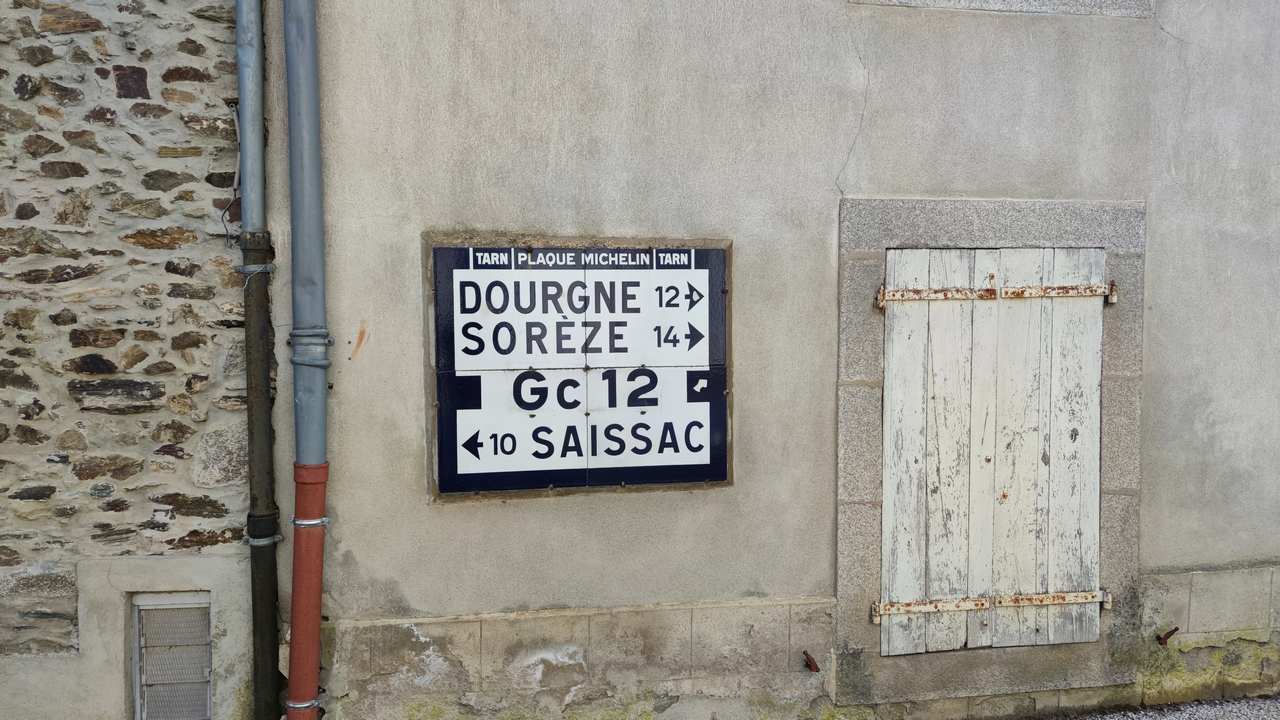 TARN PLAQUE MICHELIN TARN
DOURGNE 12
SORÈZE 14
Gc 12
10 SAISSAC